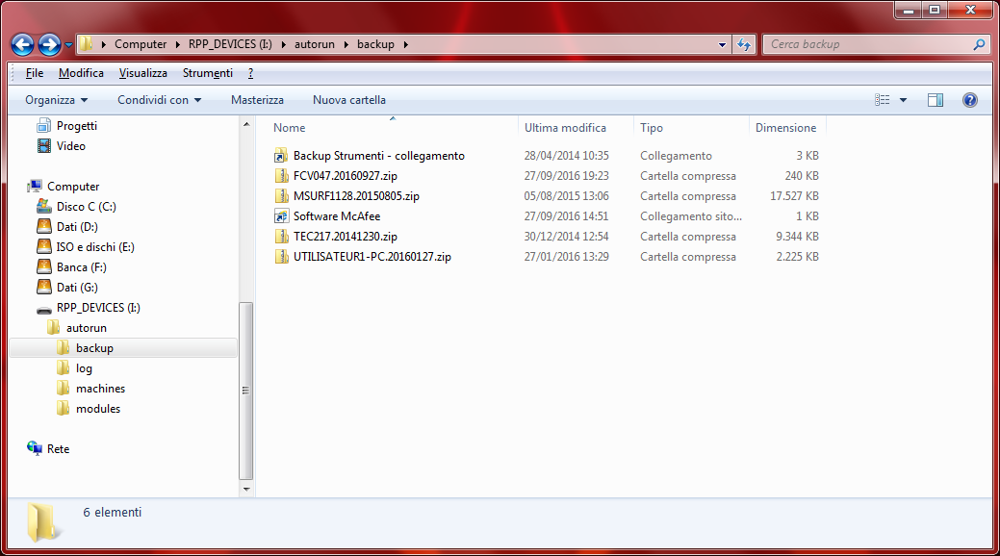 Computer RPP_DEVICES (I:) autorun backup
Cerca backup
File Modifica Visualizza Strumenti ?
Organizza Condividi con Masterizza Nuova cartella
Progetti
Video
Computer
Disco C (C:)
Dati (D:)
ISO e dischi (E:)
Banca (F:)
Dati (G:)
RPP_DEVICES (I:)
autorun
backup
log
machines
modules
Rete
Nome Ultima modifica Tipo Dimensione
Backup Strumenti - collegamento 28/04/2014 10:35 Collegamento 3 KB
FCV047.20160927.zip 27/09/2016 19:23 Cartella compressa 240 KB
MSURF1128.20150805.zip 05/08/2015 13:06 Cartella compressa 17.527 KB
Software McAfee 27/09/2016 14:51 Collegamento sito... 1 KB
TEC217.20141230.zip 30/12/2014 12:54 Cartella compressa 9.344 KB
UTILISATEUR1-PC.20160127.zip 27/01/2016 13:29 Cartella compressa 2.225 KB
6 elementi